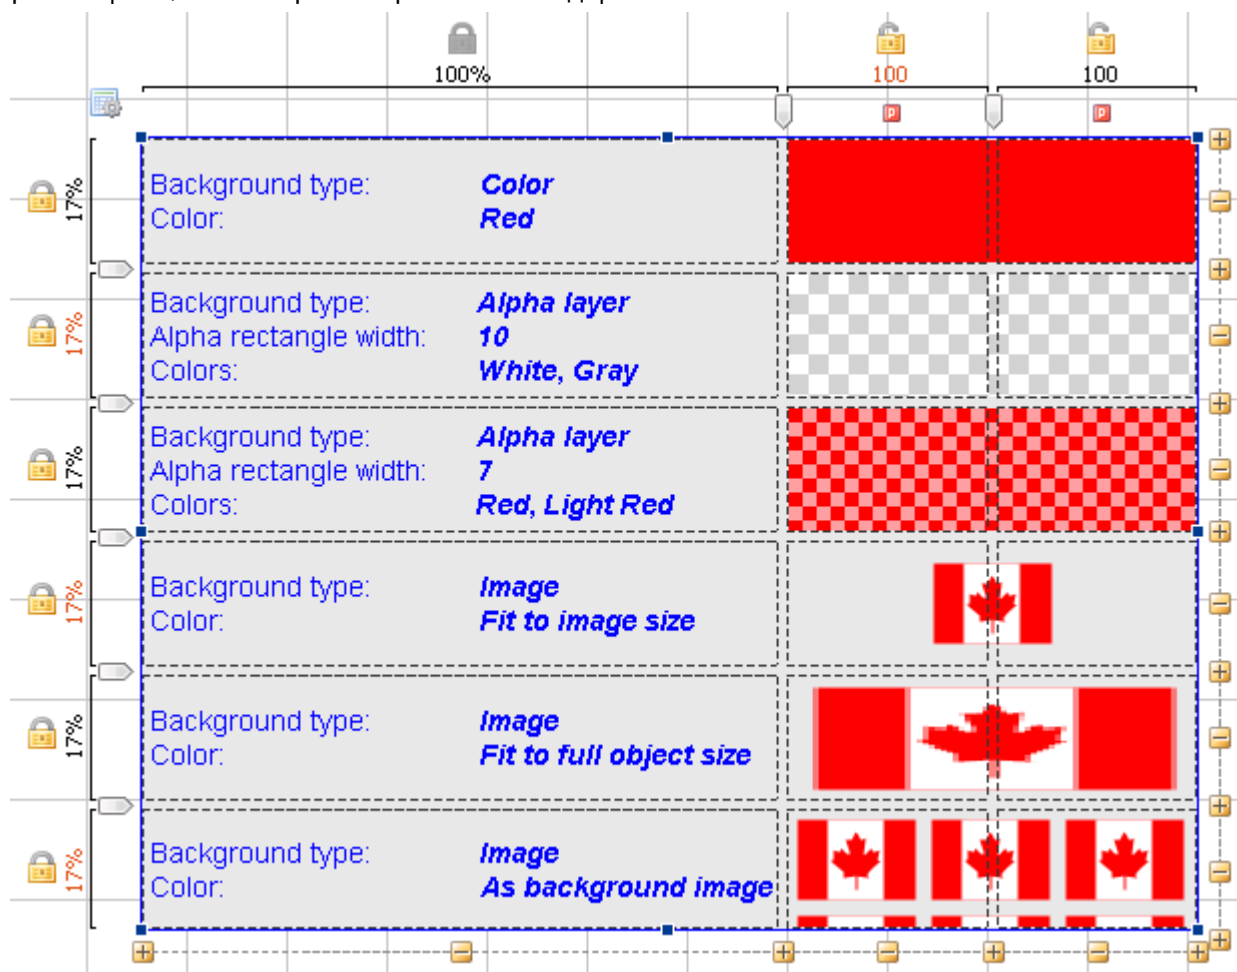 100%
100
100
17%
Background type: Color
Color: Red
17%
Background type: Alpha layer
Alpha rectangle width: 10
Colors: White, Gray
17%
Background type: Alpha layer
Alpha rectangle width: 7
Colors: Red, Light Red
17%
Background type: Image
Color: Fit to image size
17%
Background type: Image
Color: Fit to full object size
17%
Background type: Image
Color: As background image